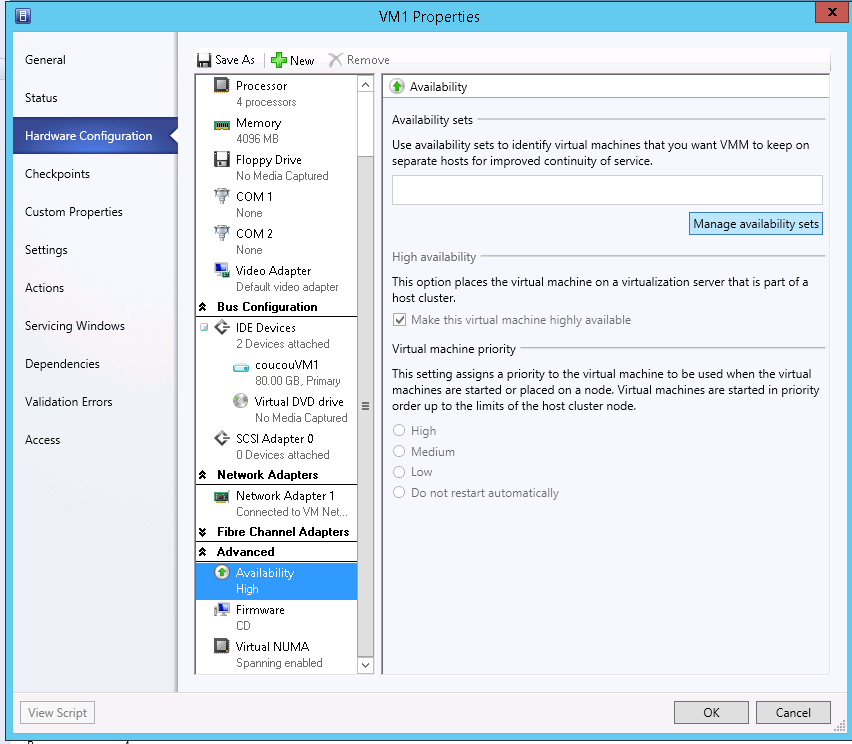 VM1 Properties
General
Status
Hardware Configuration
Checkpoints
Custom Properties
Settings
Actions
Servicing Windows
Dependencies
Validation Errors
Access
Save As
New
Remove
Processor
4 processors
Memory
4096 MB
Floppy Drive
No Media Captured
COM 1
None
COM 2
None
Video Adapter
Default video adapter
Bus Configuration
IDE Devices
2 Devices attached
coucouVM1
80.00 GB, Primary
Virtual DVD drive
No Media Captured
SCSI Adapter 0
0 Devices attached
Network Adapters
Network Adapter 1
Connected to VM Net...
Fibre Channel Adapters
Advanced
Availability
High
Firmware
CD
Virtual NUMA
Spanning enabled
Availability
Availability sets
Use availability sets to identify virtual machines that you want VMM to keep on
separate hosts for improved continuity of service.
Manage availability sets
High availability
This option places the virtual machine on a virtualization server that is part of a
host cluster.
Make this virtual machine highly available
Virtual machine priority
This setting assigns a priority to the virtual machine to be used when the virtual
machines are started or placed on a node. Virtual machines are started in priority
order up to the limits of the host cluster node.
High
Medium
Low
Do not restart automatically
View Script
OK
Cancel